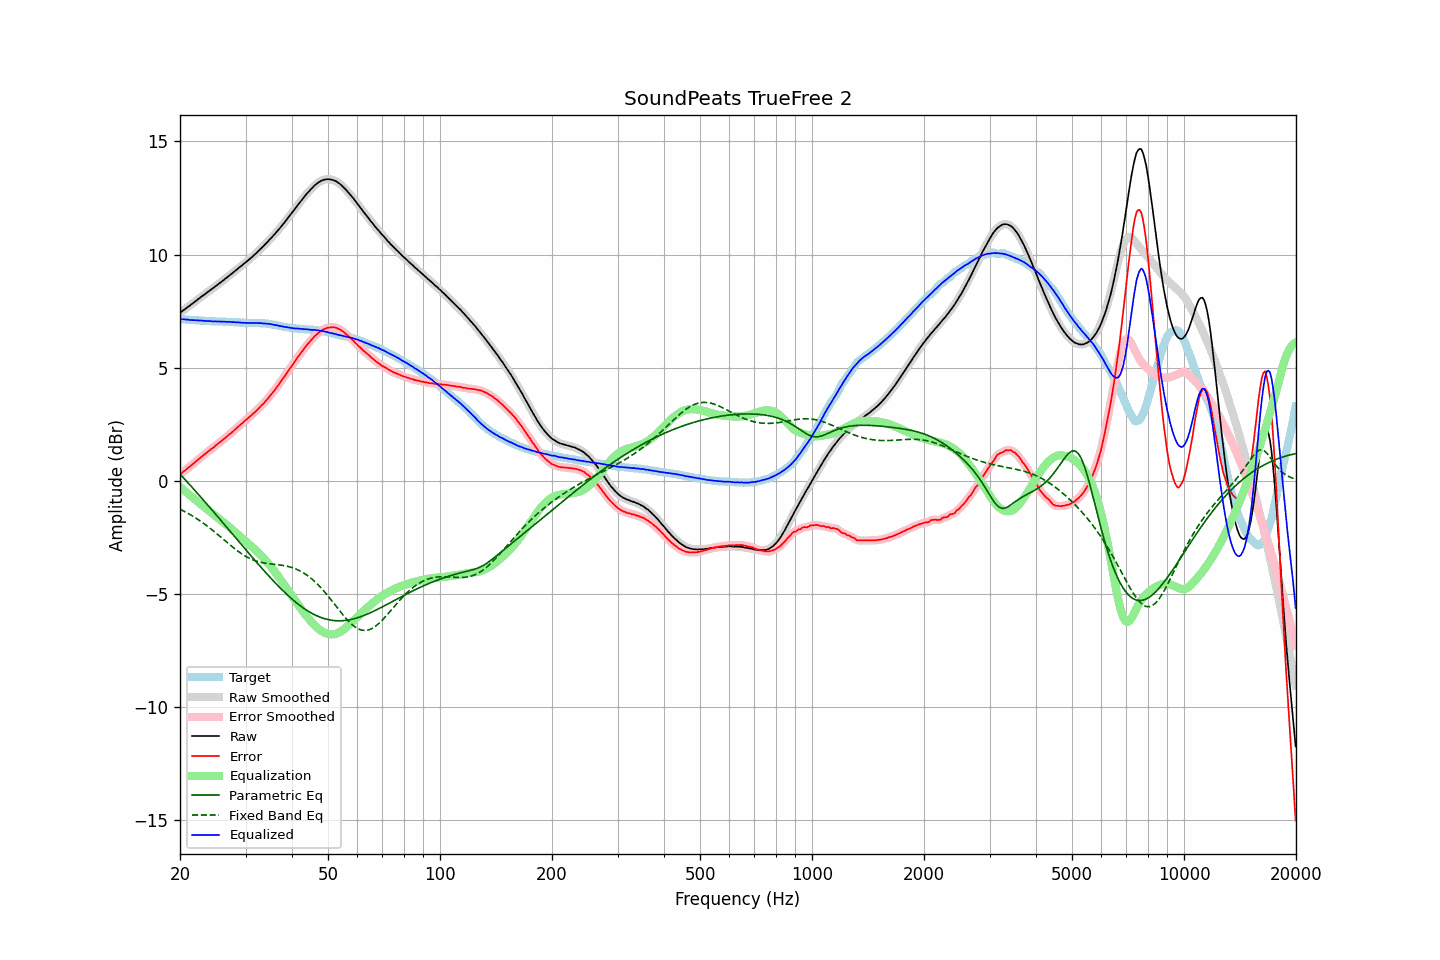 SoundPeats TrueFree 2
15
10
5
0
−5
−10
−15
Amplitude (dBr)
Target
Raw Smoothed
Error Smoothed
Raw
Error
Equalization
Parametric Eq
Fixed Band Eq
Equalized
20 50 100 200 500 1000 2000 5000 10000 20000
Frequency (Hz)